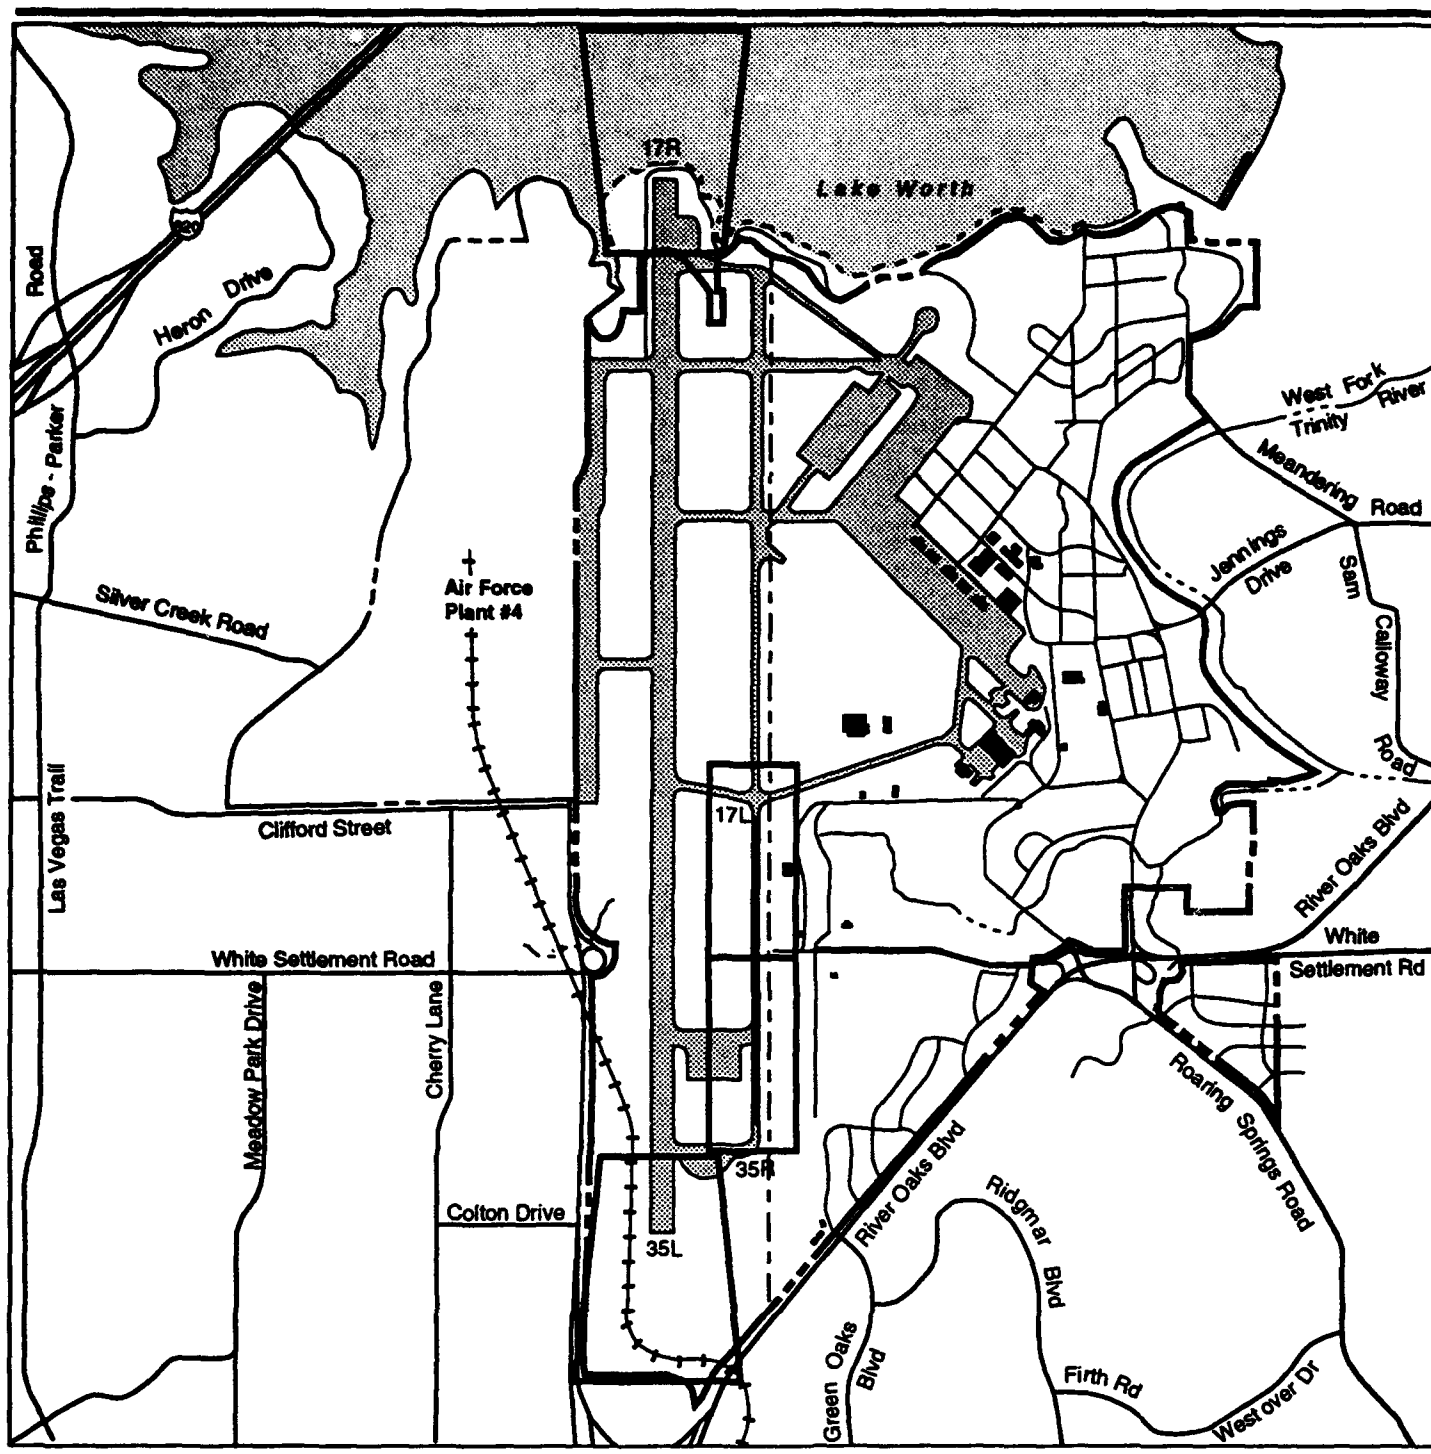 17R
Lake Worth
Road
Heron Drive
West Fork
Trinity River
Phillips - Parker
Meandering Road
Air Force
Plant #4
Jennings
Drive
Sam Calloway Road
Silver Creek Road
Las Vegas Trail
17L
Clifford Street
River Oaks Blvd
White
Settlement Rd
White Settlement Road
Meadow Park Drive
Cherry Lane
Roaring Springs Road
35R
River Oaks Blvd
Ridgmar Blvd
Colton Drive
35L
Green Oaks
Blvd
Firth Rd
Westover Dr